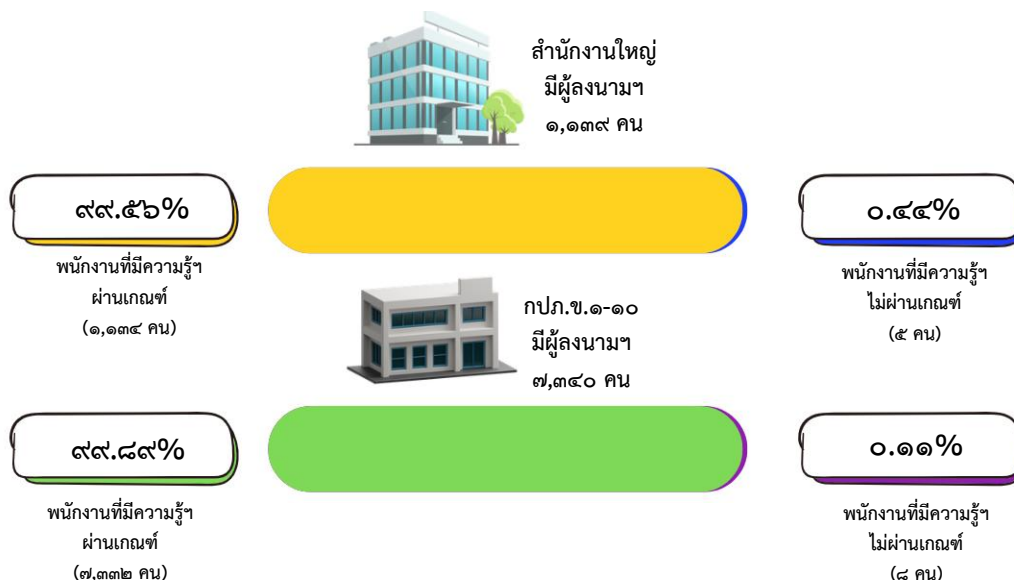 สำนักงานใหญ่
มีผู้ลงนามฯ
๑,๑๓๙ คน
๙๙.๕๖%
พนักงานที่มีความรู้ฯ
ผ่านเกณฑ์
(๑,๑๓๔ คน)
๐.๔๔%
พนักงานที่มีความรู้ฯ
ไม่ผ่านเกณฑ์
(๕ คน)
กปภ.ข.๑-๑๐
มีผู้ลงนามฯ
๗,๓๔๐ คน
๙๙.๘๙%
พนักงานที่มีความรู้ฯ
ผ่านเกณฑ์
(๗,๓๓๒ คน)
๐.๑๑%
พนักงานที่มีความรู้ฯ
ไม่ผ่านเกณฑ์
(๘ คน)